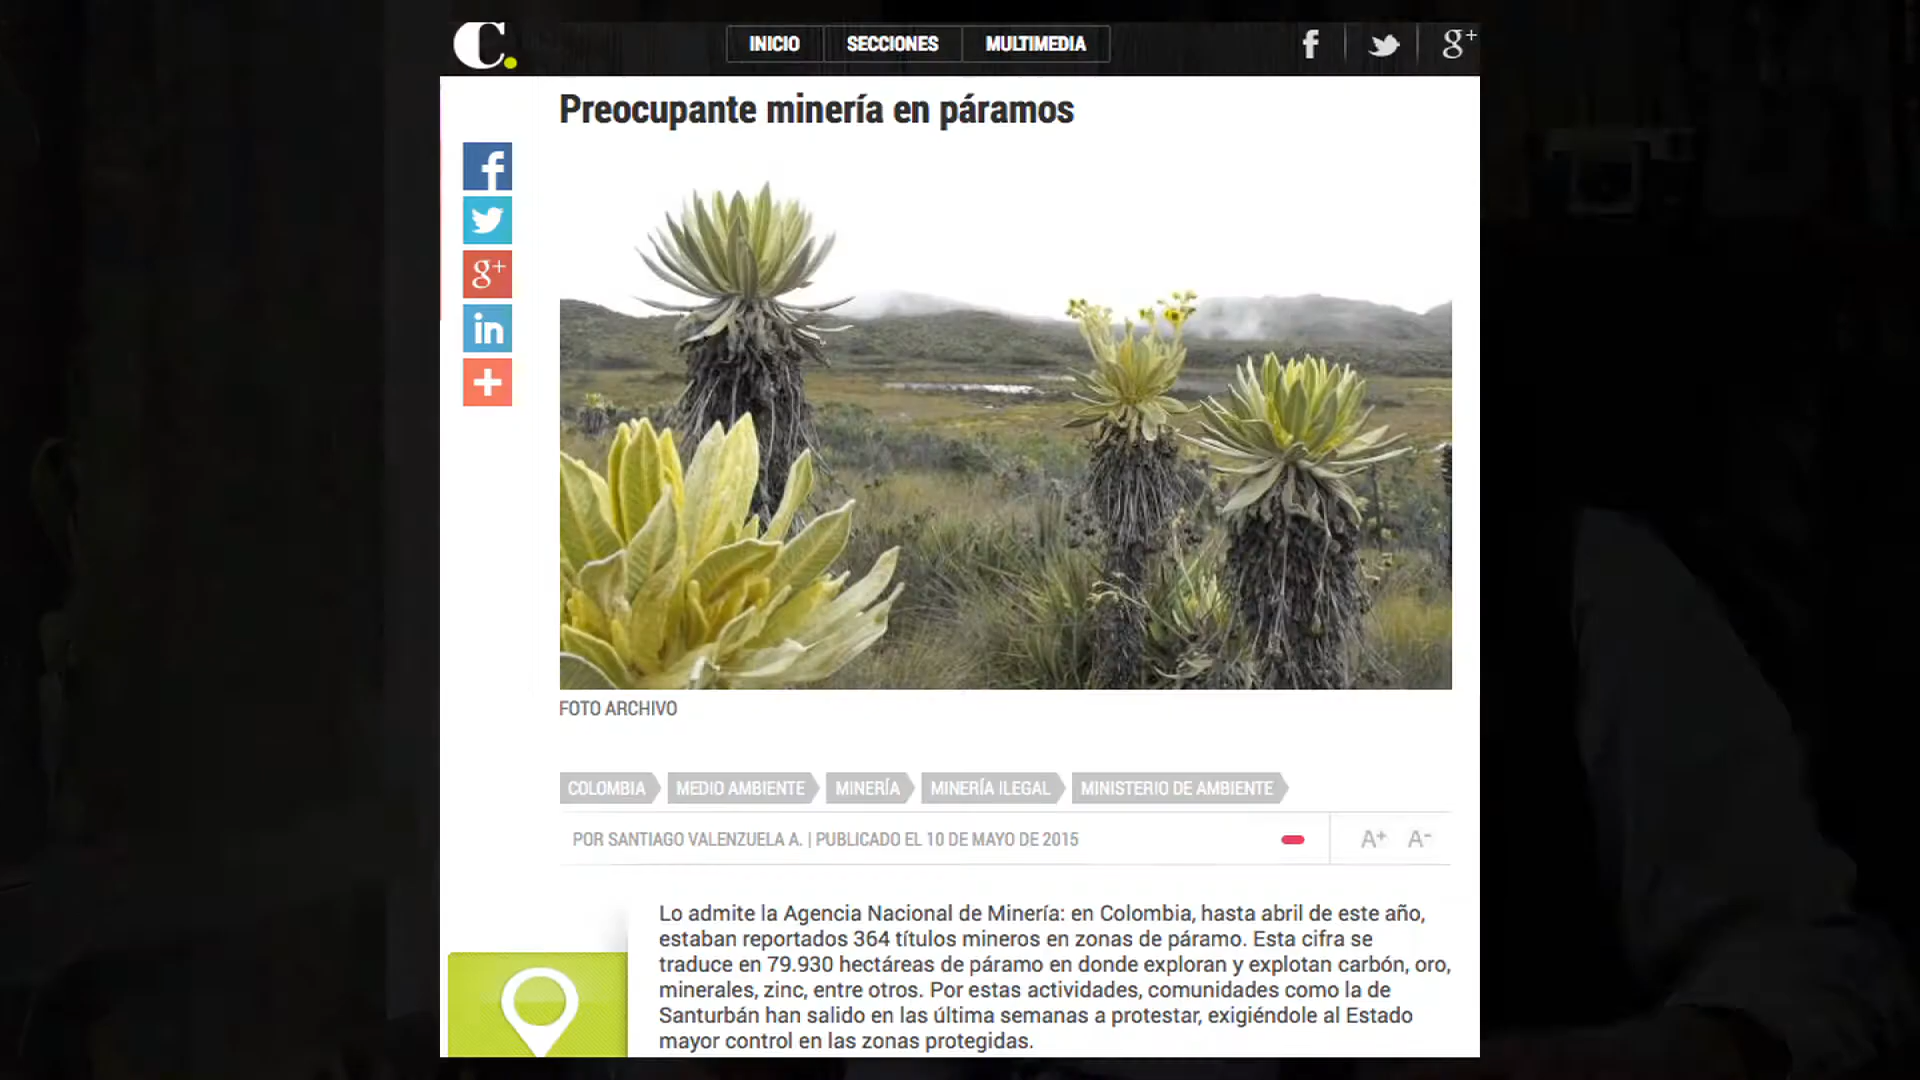 C.
INICIO
SECCIONES
MULTIMEDIA
f
g+
Preocupante minería en páramos
f
g+
in
+
FOTO ARCHIVO
COLOMBIA
MEDIO AMBIENTE
MINERÍA
MINERÍA ILEGAL
MINISTERIO DE AMBIENTE
POR SANTIAGO VALENZUELA A. | PUBLICADO EL 10 DE MAYO DE 2015
A+ A-
Lo admite la Agencia Nacional de Minería: en Colombia, hasta abril de este año,
estaban reportados 364 títulos mineros en zonas de páramo. Esta cifra se
traduce en 79.930 hectáreas de páramo en donde exploran y explotan carbón, oro,
minerales, zinc, entre otros. Por estas actividades, comunidades como la de
Santurbán han salido en las última semanas a protestar, exigiéndole al Estado
mayor control en las zonas protegidas.